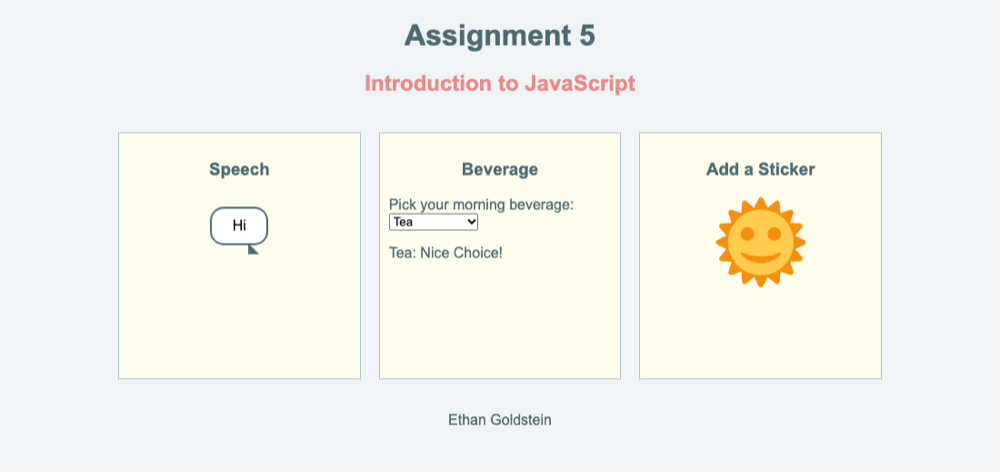 Assignment 5
Introduction to JavaScript
Speech
Hi
Beverage
Pick your morning beverage:
Tea
Tea: Nice Choice!
Add a Sticker
Ethan Goldstein